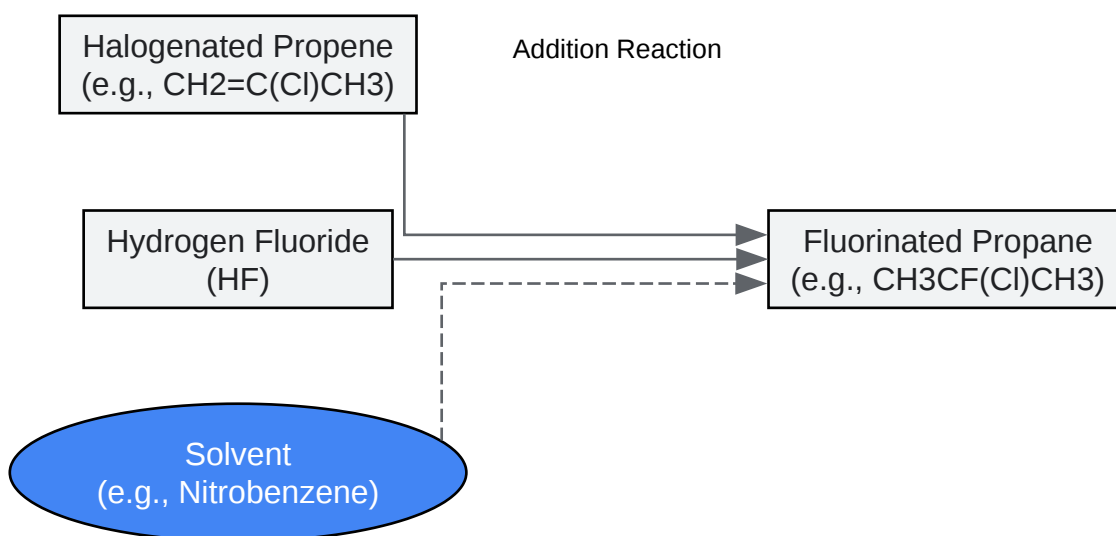 Halogenated Propene
(e.g., CH2=C(Cl)CH3)
Addition Reaction
Hydrogen Fluoride
(HF)
Fluorinated Propane
(e.g., CH3CF(Cl)CH3)
Solvent
(e.g., Nitrobenzene)